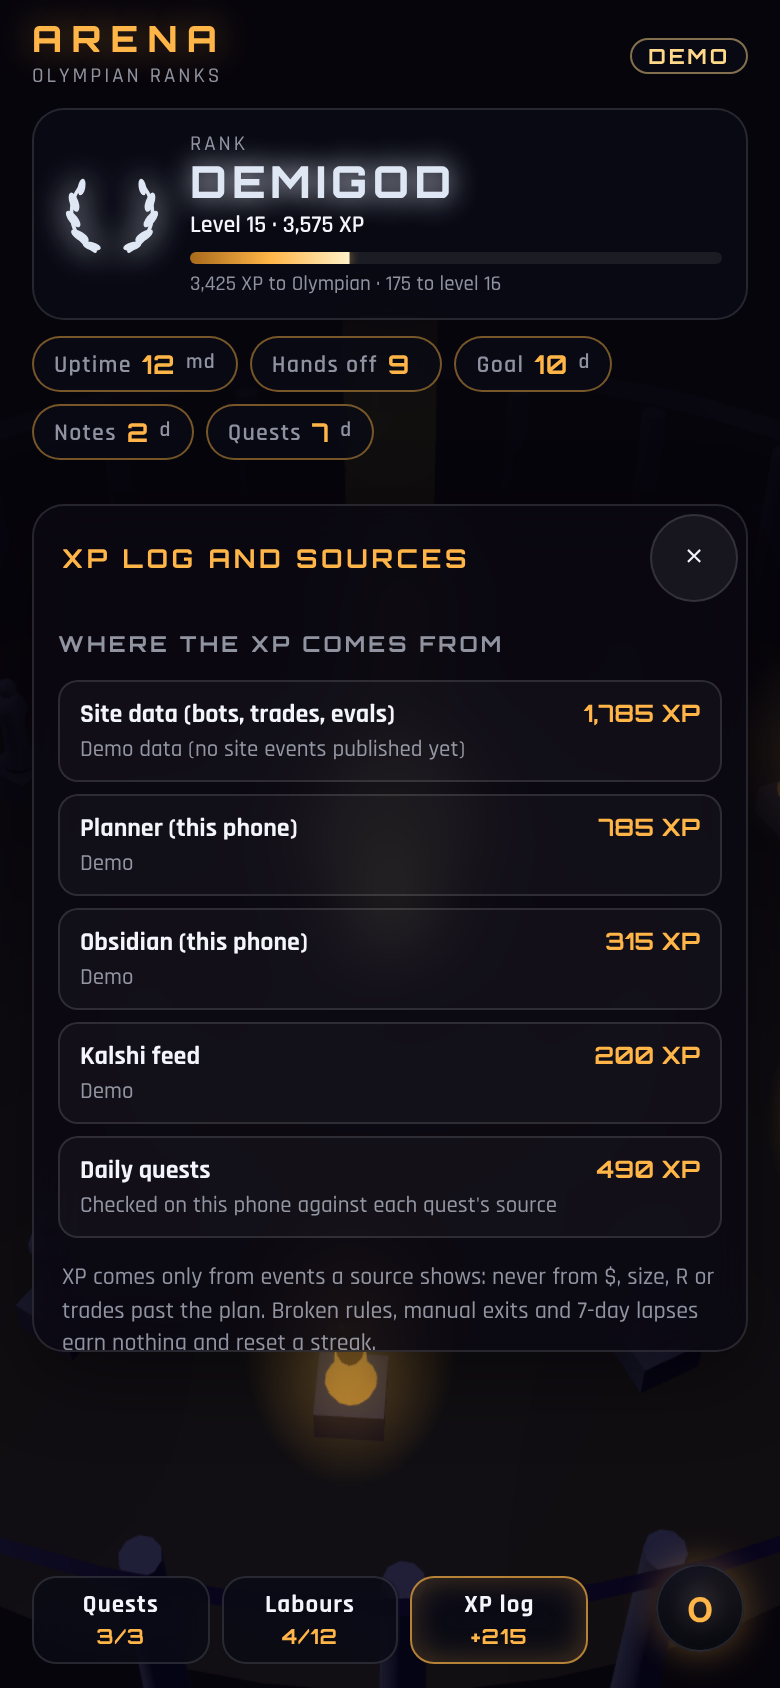 ARENA
OLYMPIAN RANKS
DEMO
RANK
DEMIGOD
Level 15 · 3,575 XP
3,425 XP to Olympian · 175 to level 16
Uptime 12 md
Hands off 9
Goal 10 d
Notes 2 d
Quests 7 d
XP LOG AND SOURCES
×
WHERE THE XP COMES FROM
Site data (bots, trades, evals) 1,785 XP
Demo data (no site events published yet)
Planner (this phone) 785 XP
Demo
Obsidian (this phone) 315 XP
Demo
Kalshi feed 200 XP
Demo
Daily quests 490 XP
Checked on this phone against each quest's source
XP comes only from events a source shows: never from $, size, R or
trades past the plan. Broken rules, manual exits and 7-day lapses
earn nothing and reset a streak.
Quests
3/3
Labours
4/12
XP log
+215
O